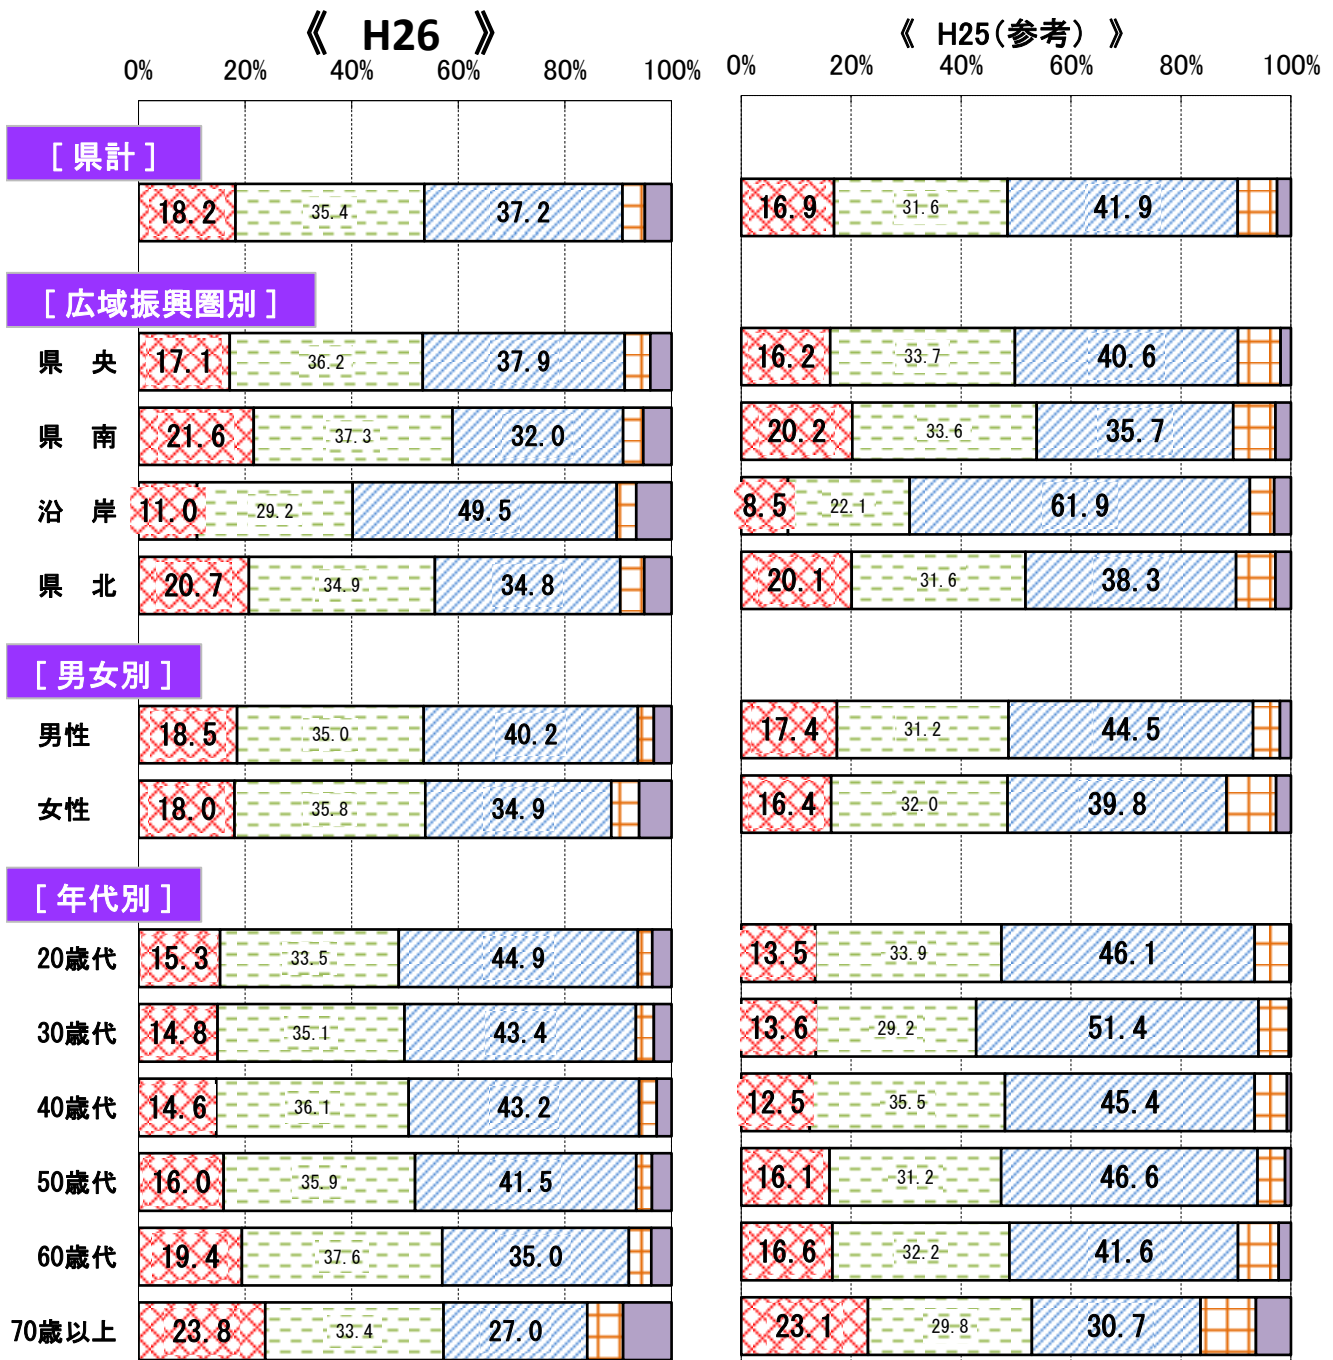 《 H26 》 《 H25（参考） 》
0% 20% 40% 60% 80% 100% 0% 20% 40% 60% 80% 100%
[ 県計 ]
18.2 35.4 37.2 16.9 31.6 41.9
[ 広域振興圏別 ]
県 央 17.1 36.2 37.9 16.2 33.7 40.6
県 南 21.6 37.3 32.0 20.2 33.6 35.7
沿 岸 11.0 29.2 49.5 8.5 22.1 61.9
県 北 20.7 34.9 34.8 20.1 31.6 38.3
[ 男女別 ]
男性 18.5 35.0 40.2 17.4 31.2 44.5
女性 18.0 35.8 34.9 16.4 32.0 39.8
[ 年代別 ]
20歳代 15.3 33.5 44.9 13.5 33.9 46.1
30歳代 14.8 35.1 43.4 13.6 29.2 51.4
40歳代 14.6 36.1 43.2 12.5 35.5 45.4
50歳代 16.0 35.9 41.5 16.1 31.2 46.6
60歳代 19.4 37.6 35.0 16.6 32.2 41.6
70歳以上 23.8 33.4 27.0 23.1 29.8 30.7